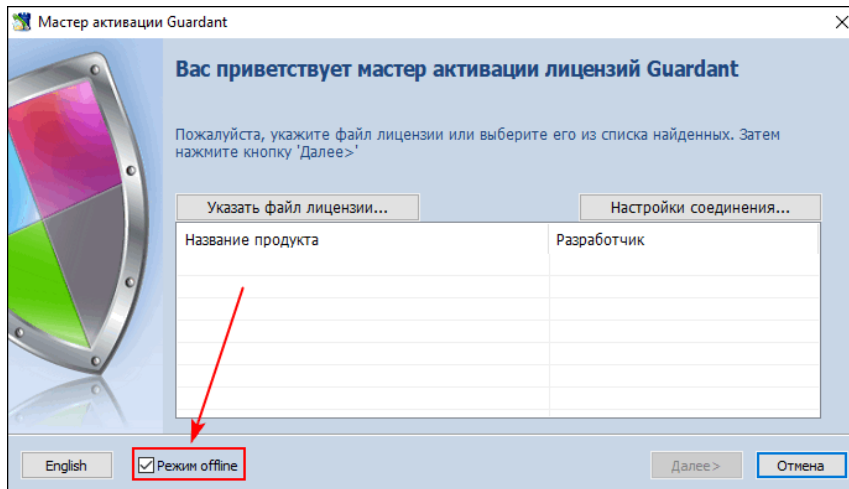 Мастер активации Guardant
Вас приветствует мастер активации лицензий Guardant
Пожалуйста, укажите файл лицензии или выберите его из списка найденных. Затем
нажмите кнопку 'Далее>'
Указать файл лицензии...
Настройки соединения...
Название продукта
Разработчик
English
Режим offline
Далее>
Отмена